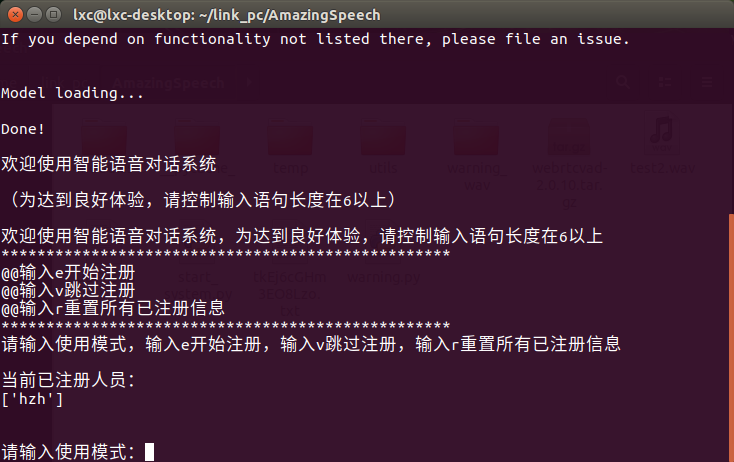 lxc@lxc-desktop: ~/link_pc/AmazingSpeech
If you depend on functionality not listed there, please file an issue.
Model loading...
Done!
欢迎使用智能语音对话系统
（为达到良好体验，请控制输入语句长度在6以上）
欢迎使用智能语音对话系统，为达到良好体验，请控制输入语句长度在6以上
**************************************************
@@输入e开始注册
@@输入v跳过注册
@@输入r重置所有已注册信息
**************************************************
请输入使用模式，输入e开始注册，输入v跳过注册，输入r重置所有已注册信息
当前已注册人员：
['hzh']
请输入使用模式：